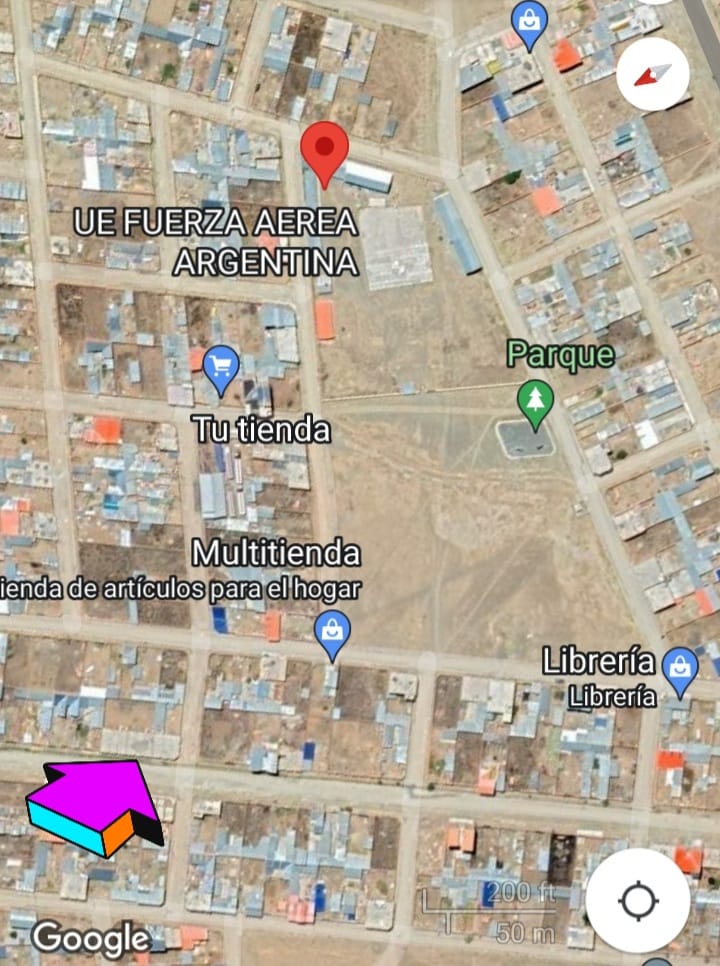 UE FUERZA AEREA
ARGENTINA
Parque
Tu tienda
Multitienda
ienda de artículos para el hogar
Librería
Librería
200 ft
50 m
Google